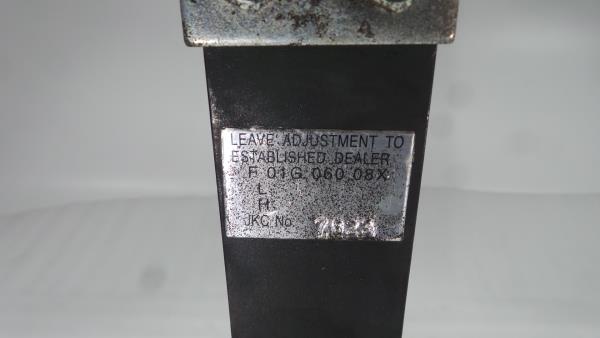 LEAVE ADJUSTMENT TO
ESTABLISHED DEALER
F 01G 060 08X
L
H
JKC No.